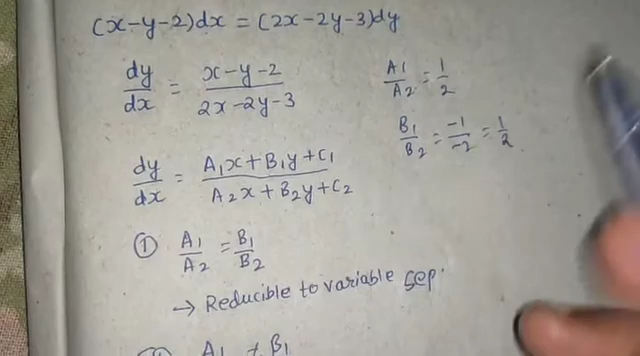 (x-y-2)dx = (2x-2y-3)dy
dy/dx = x-y-2/2x-2y-3
A1/A2 = 1/2
B1/B2 = -1/-2 = 1/2
dy/dx = A1x+B1y+C1/A2x+B2y+C2
① A1/A2 = B1/B2
→ Reducible to variable sep.
A1 ≠ B1